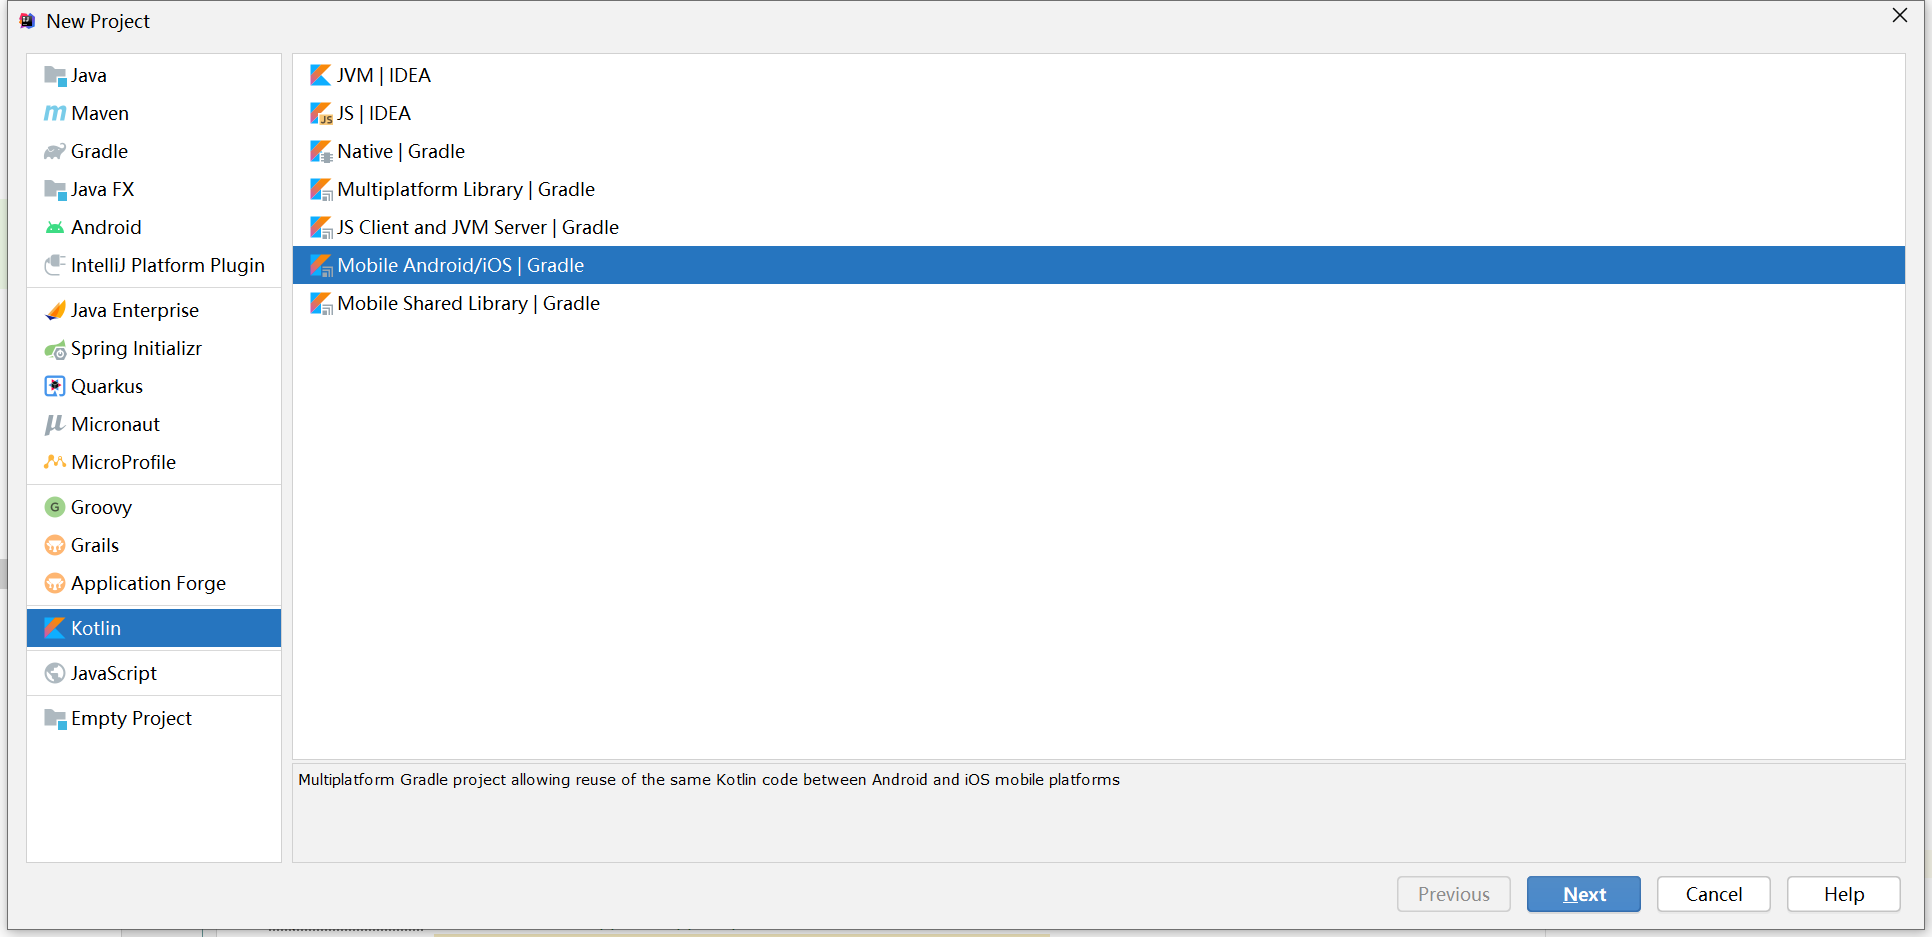 New Project
Java
Maven
Gradle
Java FX
Android
IntelliJ Platform Plugin
Java Enterprise
Spring Initializr
Quarkus
Micronaut
MicroProfile
Groovy
Grails
Application Forge
Kotlin
JavaScript
Empty Project
JVM | IDEA
JS | IDEA
Native | Gradle
Multiplatform Library | Gradle
JS Client and JVM Server | Gradle
Mobile Android/iOS | Gradle
Mobile Shared Library | Gradle
Multiplatform Gradle project allowing reuse of the same Kotlin code between Android and iOS mobile platforms
Previous
Next
Cancel
Help